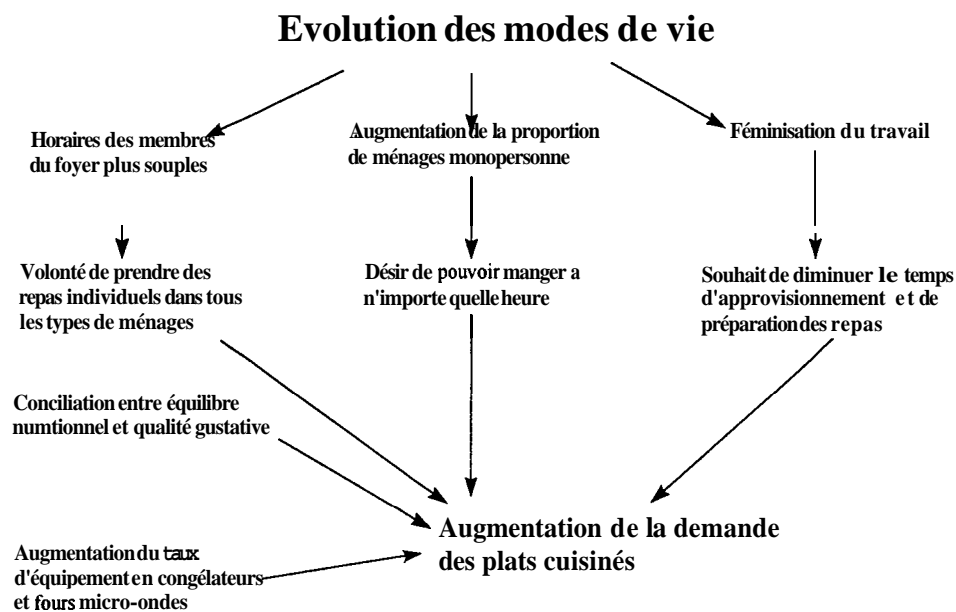 Evolution des modes de vie
Horaires des membres
du foyer plus souples
Augmentation de la proportion
de ménages monopersonne
Féminisation du travail
Volonté de prendre des
repas individuels dans tous
les types de ménages
Désir de pouvoir manger a
n'importe quelle heure
Souhait de diminuer le temps
d'approvisionnement et de
préparation des repas
Conciliation entre équilibre
numtionnel et qualité gustative
Augmentation de la demande
des plats cuisinés
Augmentation du taux
d'équipement en congélateurs
et fours micro-ondes